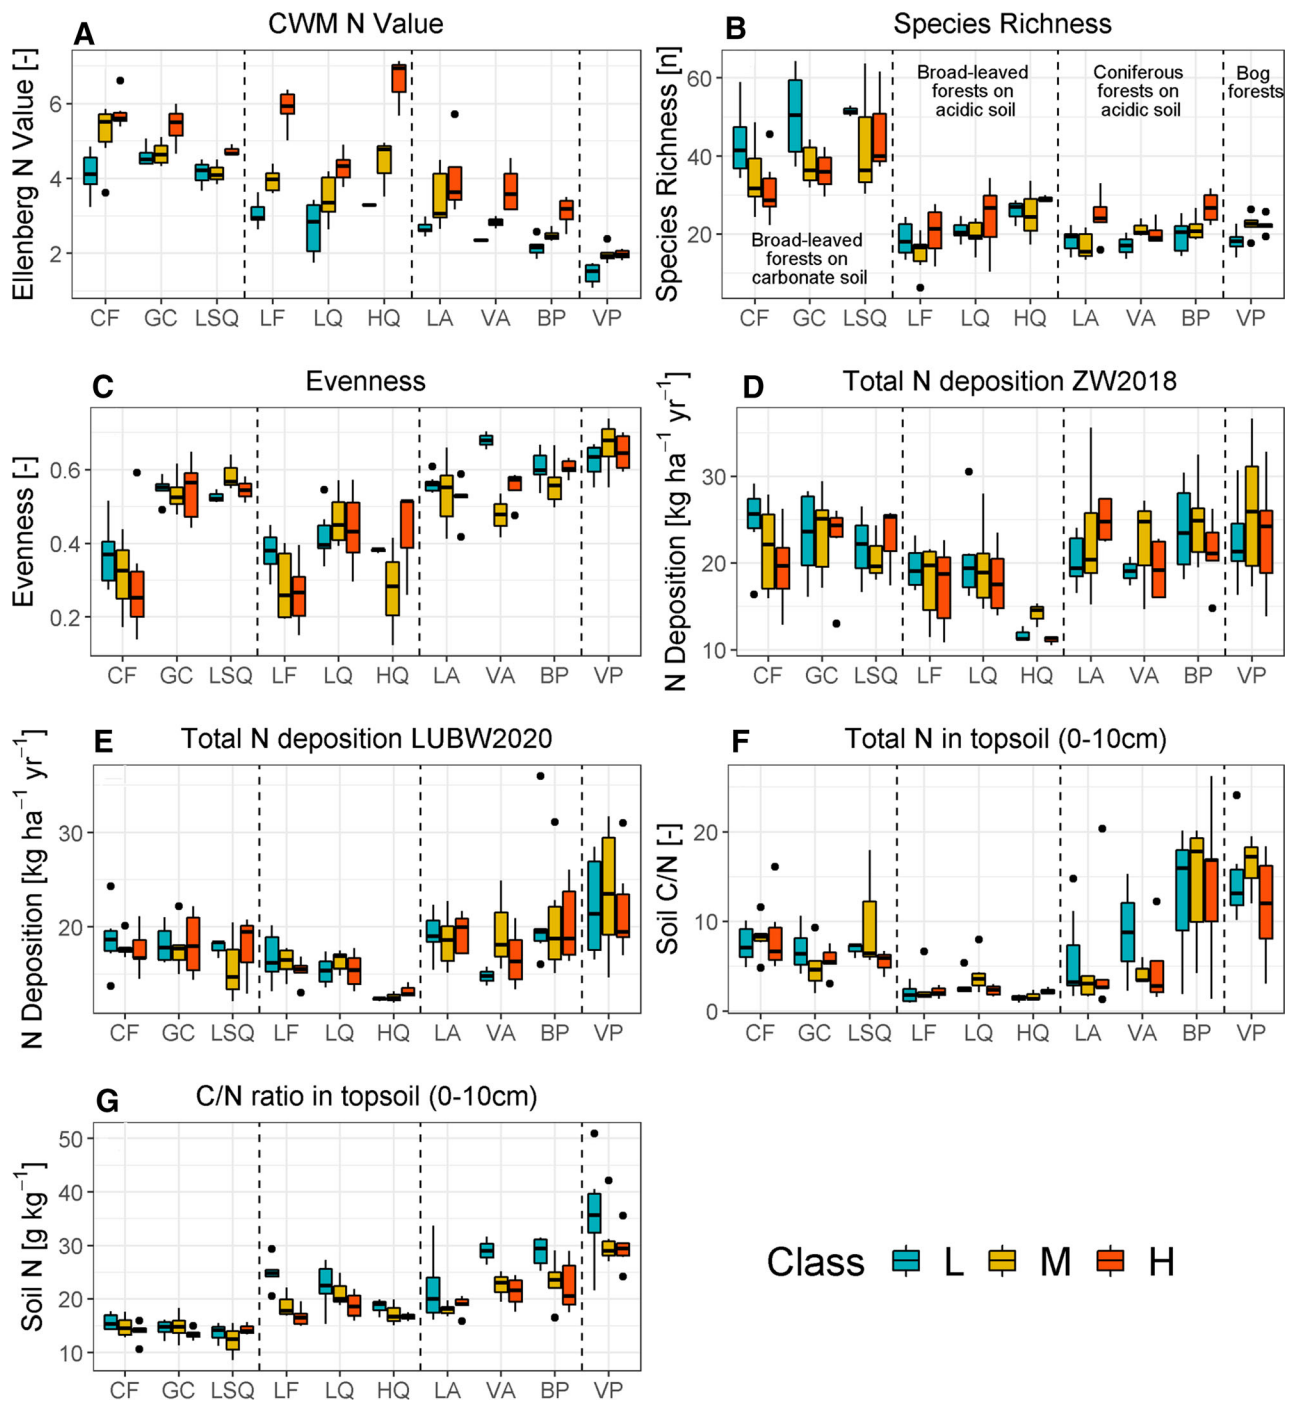 A
CWM N Value
Ellenberg N Value [-]
6
4
2
CF GC LSQ LF LQ HQ LA VA BP VP
B
Species Richness
Species Richness [n]
60
40
20
Broad-leaved
forests on
acidic soil
Coniferous
forests on
acidic soil
Bog
forests
Broad-leaved
forests on
carbonate soil
CF GC LSQ LF LQ HQ LA VA BP VP
C
Evenness
Evenness [-]
0.6
0.4
0.2
CF GC LSQ LF LQ HQ LA VA BP VP
D
Total N deposition ZW2018
N Deposition [kg ha⁻¹ yr⁻¹]
30
20
10
CF GC LSQ LF LQ HQ LA VA BP VP
E
Total N deposition LUBW2020
N Deposition [kg ha⁻¹ yr⁻¹]
30
20
CF GC LSQ LF LQ HQ LA VA BP VP
F
Total N in topsoil (0-10cm)
Soil C/N [-]
20
10
0
CF GC LSQ LF LQ HQ LA VA BP VP
G
C/N ratio in topsoil (0-10cm)
Soil N [g kg⁻¹]
50
40
30
20
10
CF GC LSQ LF LQ HQ LA VA BP VP
Class L M H